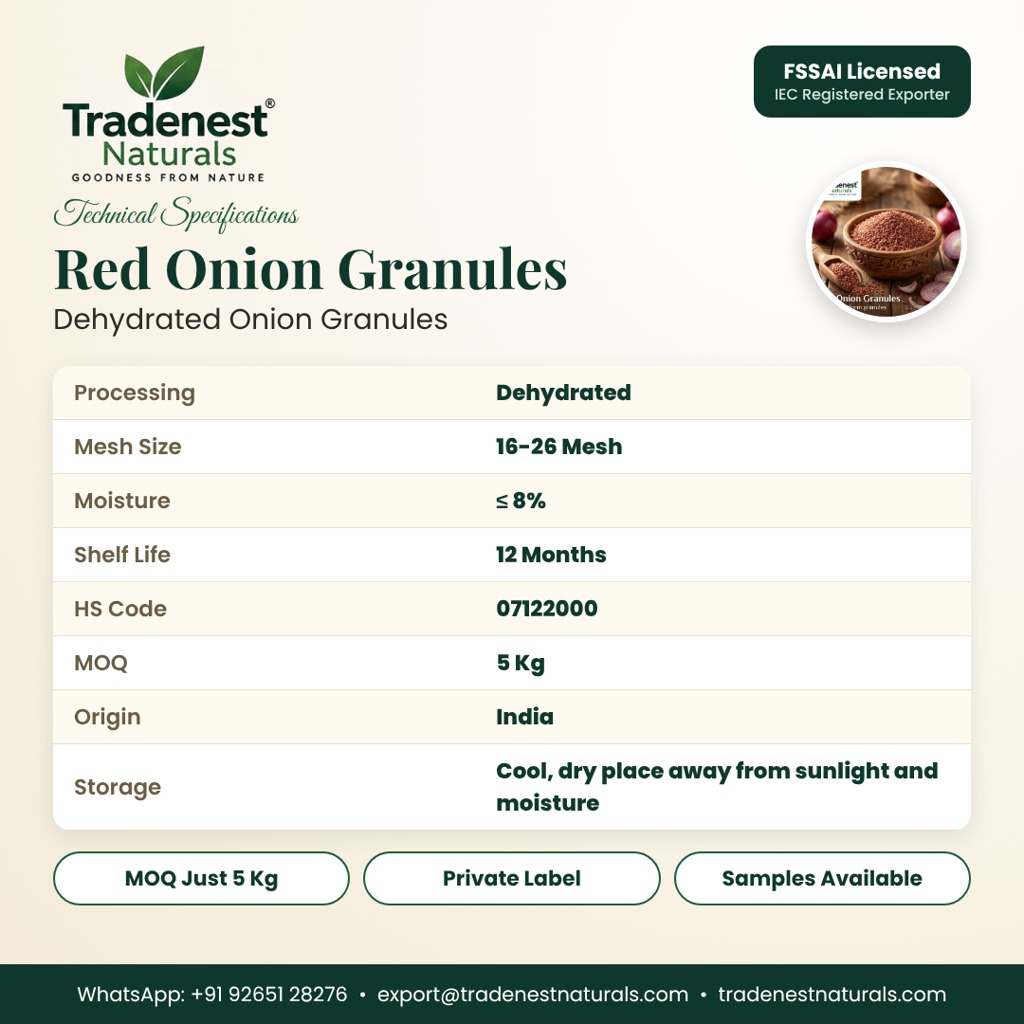 Tradenest®
Naturals
GOODNESS FROM NATURE
FSSAI Licensed
IEC Registered Exporter
Technical Specifications
Red Onion Granules
Dehydrated Onion Granules
Onion Granules
granules
Processing Dehydrated
Mesh Size 16-26 Mesh
Moisture ≤ 8%
Shelf Life 12 Months
HS Code 07122000
MOQ 5 Kg
Origin India
Storage Cool, dry place away from sunlight and
moisture
MOQ Just 5 Kg
Private Label
Samples Available
WhatsApp: +91 92651 28276 • export@tradenestnaturals.com • tradenestnaturals.com